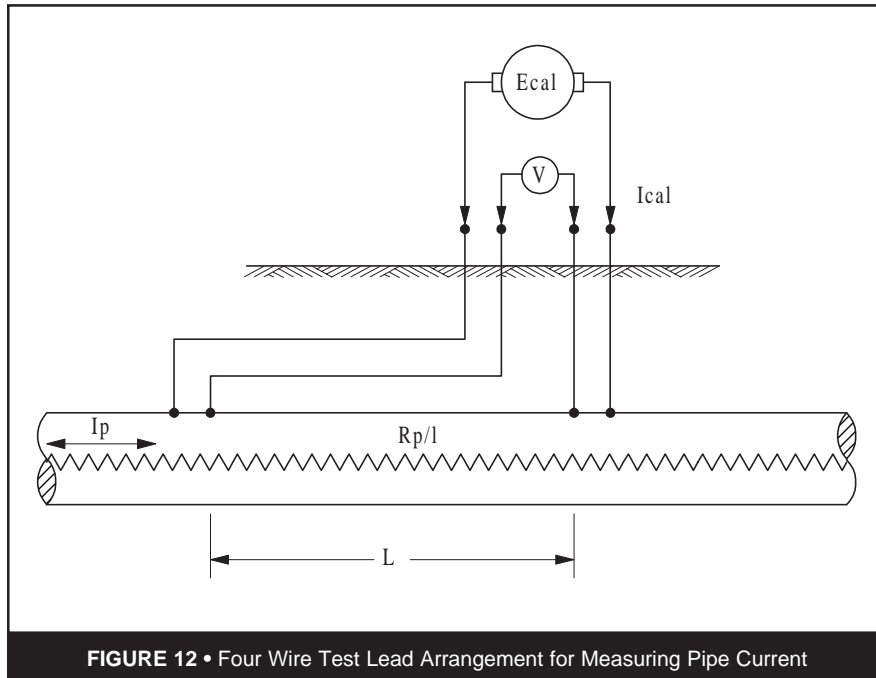 Ecal
V
Ical
Ip
Rp/l
L
FIGURE 12 • Four Wire Test Lead Arrangement for Measuring Pipe Current